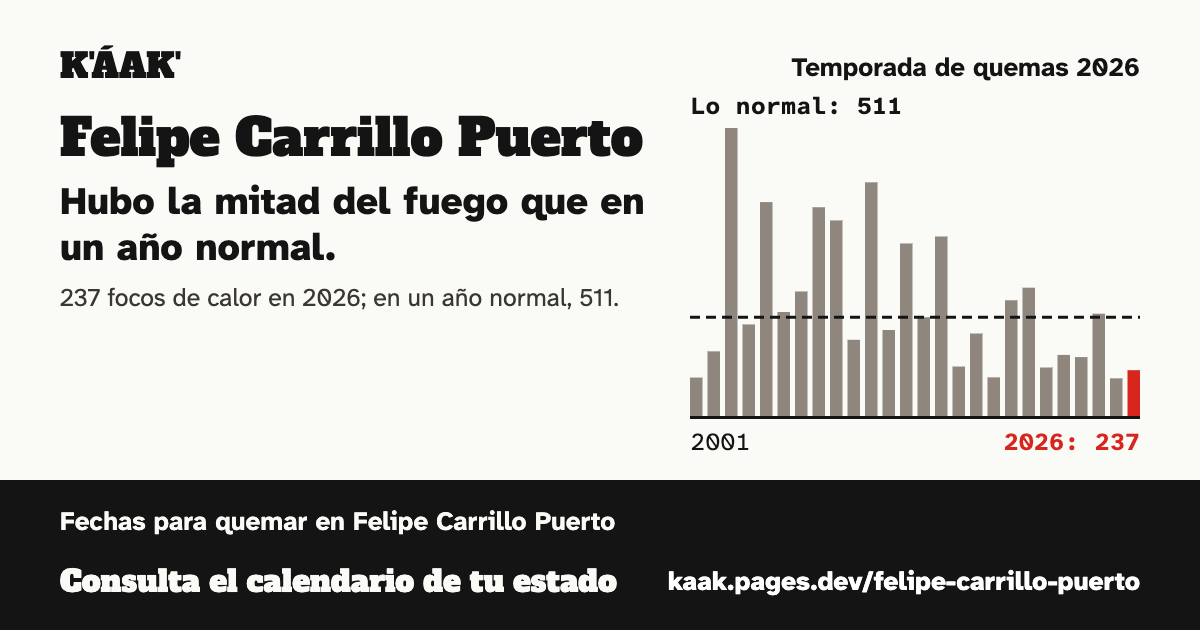 K'ÁAK'
Felipe Carrillo Puerto
Hubo la mitad del fuego que en
un año normal.
237 focos de calor en 2026; en un año normal, 511.
Temporada de quemas 2026
Lo normal: 511
2001
2026: 237
Fechas para quemar en Felipe Carrillo Puerto
Consulta el calendario de tu estado
kaak.pages.dev/felipe-carrillo-puerto